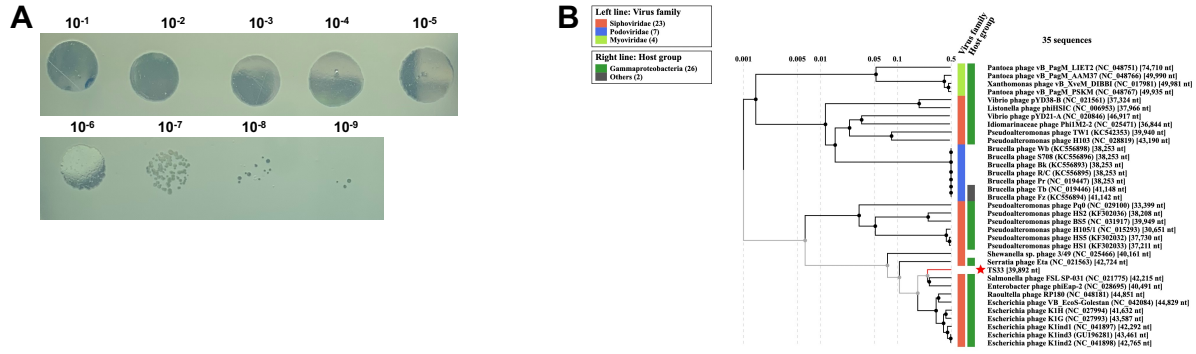 A
10-1
10-2
10-3
10-4
10-5
10-6
10-7
10-8
10-9
B
Left line: Virus family
Siphoviridae (23)
Podoviridae (7)
Myoviridae (4)
Right line: Host group
Gammaproteobacteria (26)
Others (2)
Virus family
Host group
35 sequences
0.001
0.005
0.01
0.05
0.1
0.5
Pantoea phage vB_PagM_LIET2 (NC_048751) [74,710 nt]
Pantoea phage vB_PagM_AAM37 (NC_048766) [49,990 nt]
Xanthomonas phage vB_XveM_DIBBI (NC_017981) [49,981 nt]
Pantoea phage vB_PagM_PSKM (NC_048767) [49,935 nt]
Vibrio phage pYD38-B (NC_021561) [37,324 nt]
Listonella phage phiHSIC (NC_006953) [37,966 nt]
Vibrio phage pYD21-A (NC_020846) [46,917 nt]
Idiomarinaceae phage Phi1M2-2 (NC_025471) [36,844 nt]
Pseudoalteromonas phage TW1 (KC542353) [39,940 nt]
Pseudoalteromonas phage H103 (NC_028819) [43,190 nt]
Brucella phage Wb (KC556898) [38,253 nt]
Brucella phage S708 (KC556896) [38,253 nt]
Brucella phage Bk (KC556893) [38,253 nt]
Brucella phage R/C (KC556895) [38,253 nt]
Brucella phage Pr (NC_019447) [38,253 nt]
Brucella phage Tb (NC_019446) [41,148 nt]
Brucella phage Fz (KC556894) [41,142 nt]
Pseudoalteromonas phage Pq0 (NC_029100) [33,399 nt]
Pseudoalteromonas phage HS2 (KF302036) [38,208 nt]
Pseudoalteromonas phage BS5 (NC_031917) [39,949 nt]
Pseudoalteromonas phage H105/1 (NC_015293) [30,651 nt]
Pseudoalteromonas phage HS5 (KF302032) [37,730 nt]
Pseudoalteromonas phage HS1 (KF302033) [37,211 nt]
Shewanella sp. phage 3/49 (NC_025466) [40,161 nt]
Serratia phage Eta (NC_021563) [42,724 nt]
TS33 [39,892 nt]
Salmonella phage FSL SP-031 (NC_021775) [42,215 nt]
Enterobacter phage phiEap-2 (NC_028695) [40,491 nt]
Raoultella phage RP180 (NC_048181) [44,851 nt]
Escherichia phage VB_EcoS-Golestan (NC_042084) [44,829 nt]
Escherichia phage K1H (NC_027994) [41,632 nt]
Escherichia phage K1G (NC_027993) [43,587 nt]
Escherichia phage K1ind1 (NC_041897) [42,292 nt]
Escherichia phage K1ind3 (GU196281) [43,461 nt]
Escherichia phage K1ind2 (NC_041898) [42,765 nt]